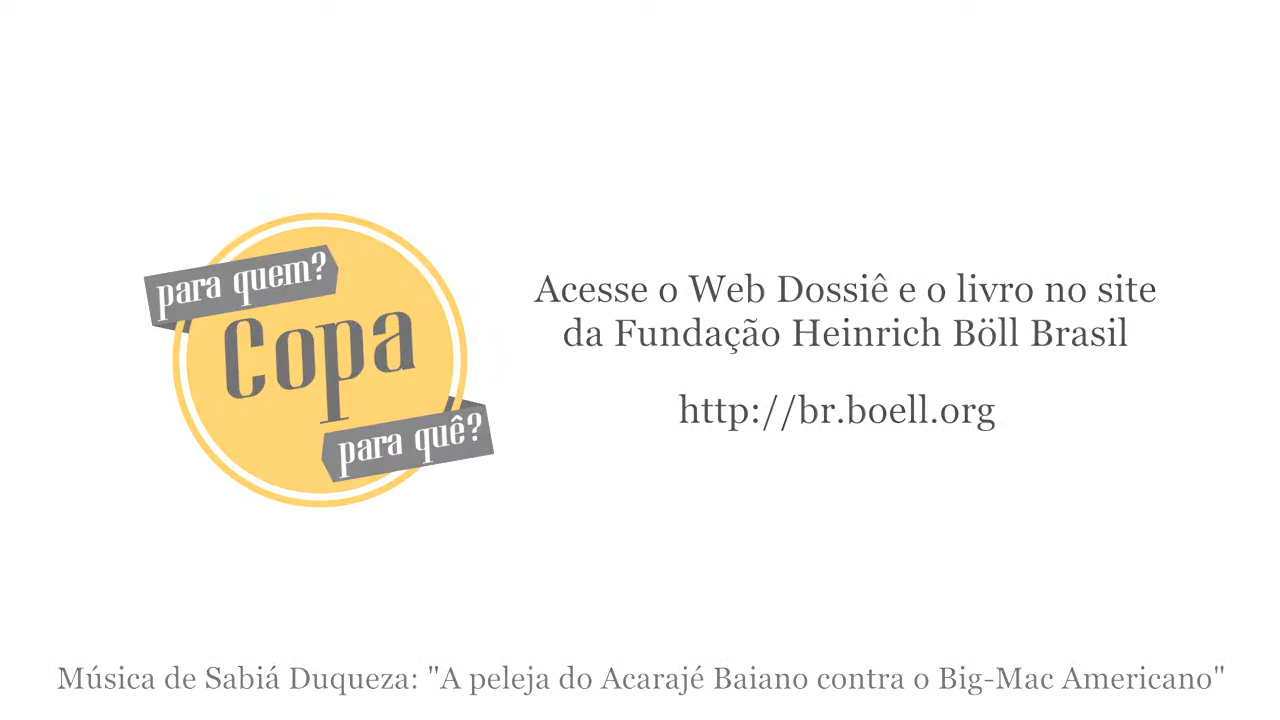 para quem?
Copa
para quê?
Acesse o Web Dossiê e o livro no site
da Fundação Heinrich Böll Brasil
http://br.boell.org
Música de Sabiá Duqueza: "A peleja do Acarajé Baiano contra o Big-Mac Americano"